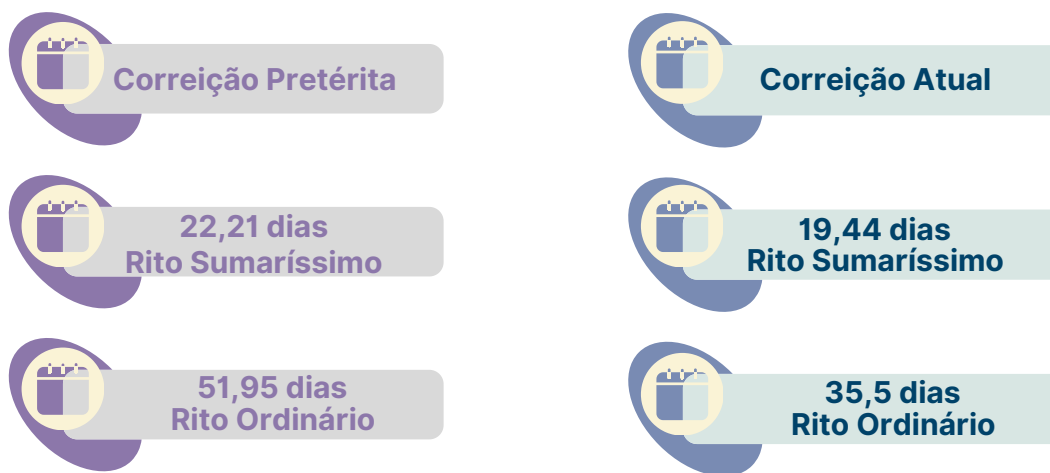 Correição Pretérita
Correição Atual
22,21 dias
Rito Sumaríssimo
19,44 dias
Rito Sumaríssimo
51,95 dias
Rito Ordinário
35,5 dias
Rito Ordinário